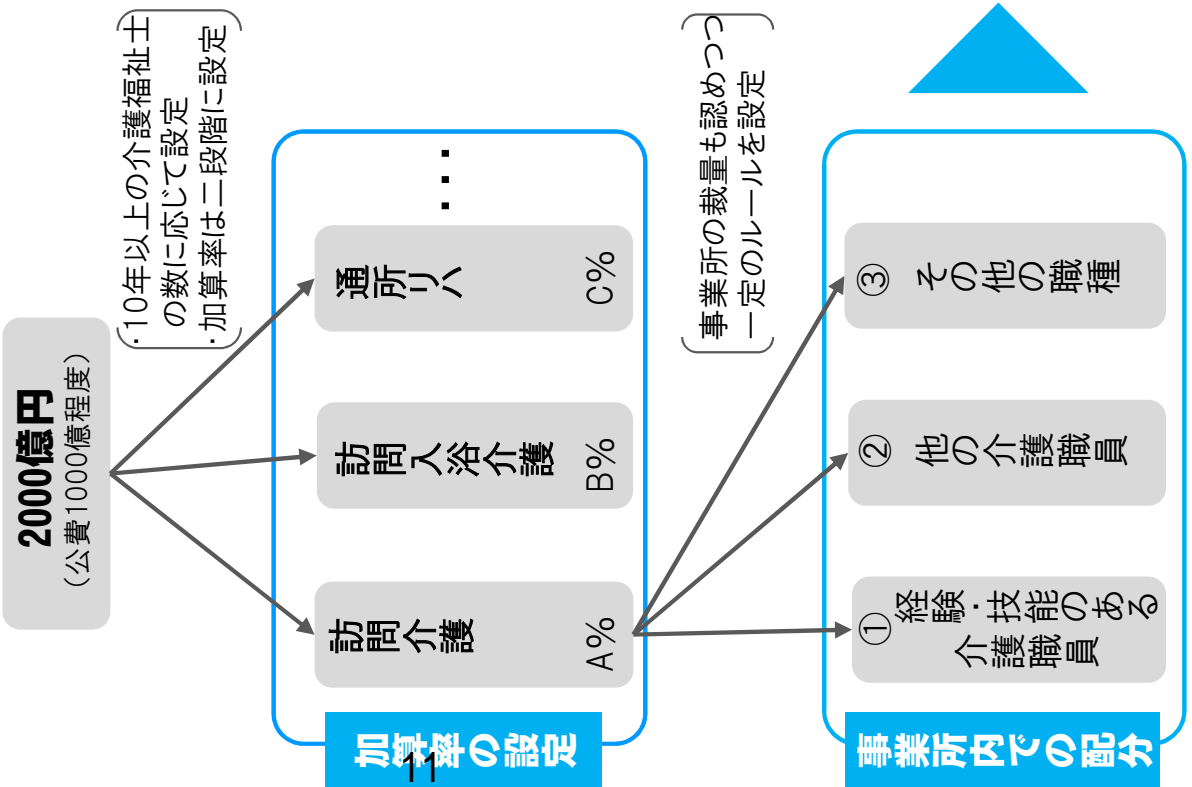 2000億円
（公費1000億程度）
・10年以上の介護福祉士
の数に応じて設定
・加算率は二段階に設定
加算率の設定
訪問介護
A%
訪問入浴介護
B%
通所リハ
C%
・・・
事業所の裁量も認めつつ
一定のルールを設定
事業所内での配分
①
経験・技能のある
介護職員
②
他の介護職員
③
その他の職種
11